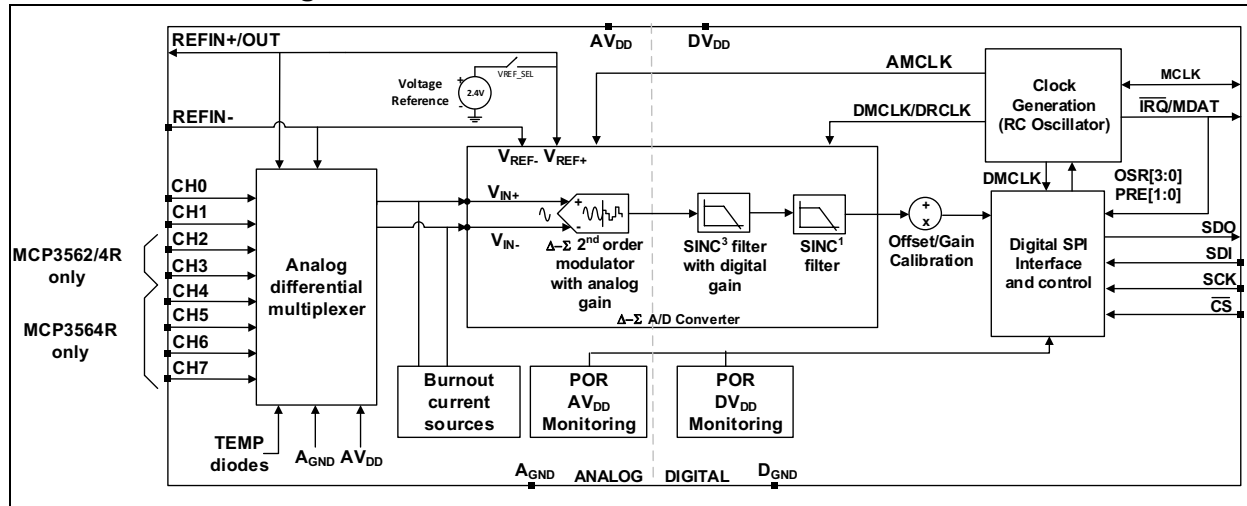 REFIN+/OUT
AVDD
DVDD
VREF_SEL
Voltage
Reference
+
2.4V
-
AMCLK
Clock
Generation
(RC Oscillator)
MCLK
IRQ/MDAT
REFIN-
DMCLK/DRCLK
VREF- VREF+
DMCLK
OSR[3:0]
PRE[1:0]
CH0
CH1
CH2
CH3
CH4
CH5
CH6
CH7
MCP3562/4R
only
MCP3564R
only
Analog
differential
multiplexer
VIN+
VIN-
+
-
Δ–Σ 2nd order
modulator
with analog
gain
SINC3 filter
with digital
gain
SINC1
filter
Δ–Σ A/D Converter
+
x
Offset/Gain
Calibration
Digital SPI
Interface
and control
SDO
SDI
SCK
CS
Burnout
current
sources
POR
AVDD
Monitoring
POR
DVDD
Monitoring
TEMP
diodes
AGND
AVDD
AGND
ANALOG
DIGITAL
DGND